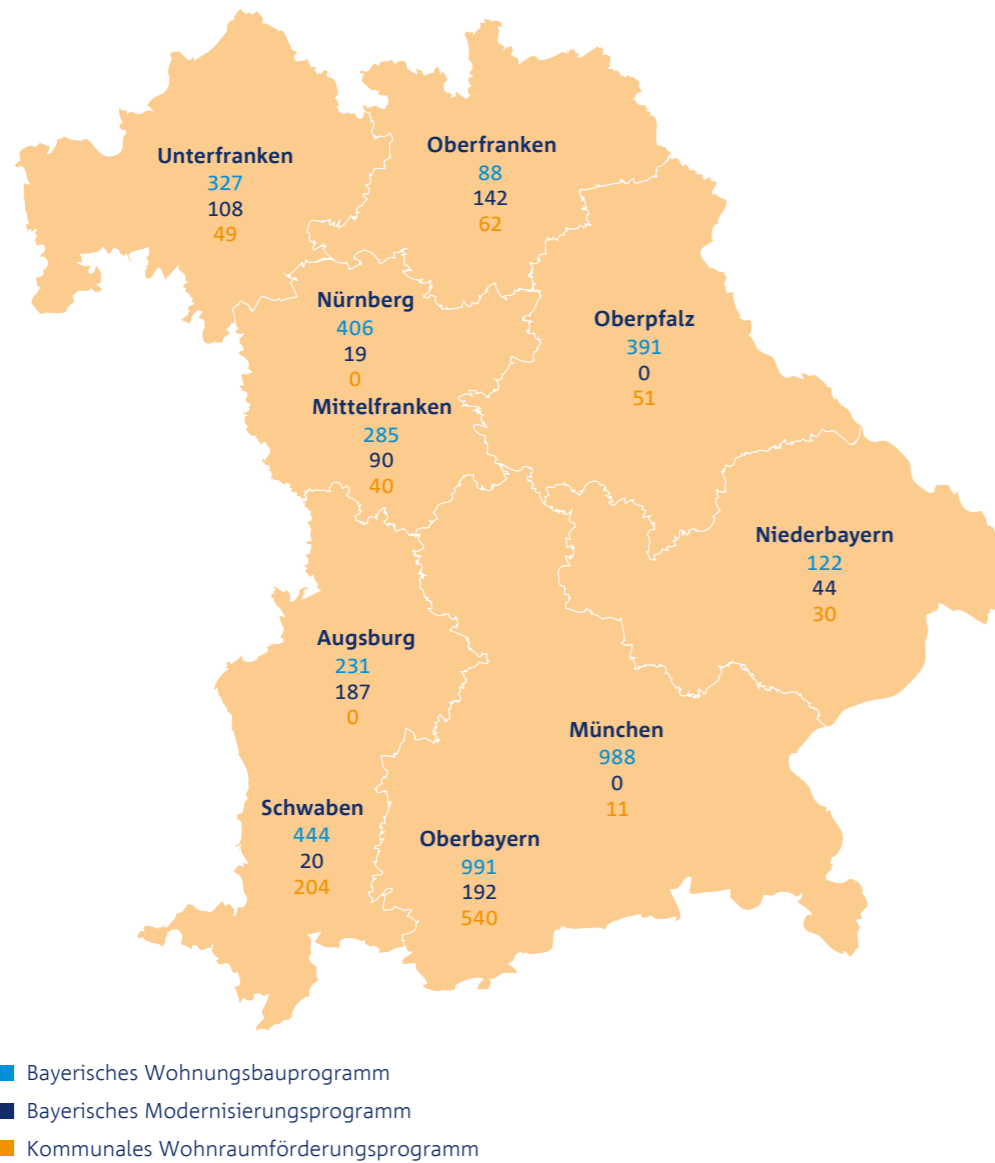 Unterfranken
327
108
49
Oberfranken
88
142
62
Nürnberg
406
19
0
Mittelfranken
285
90
40
Oberpfalz
391
0
51
Niederbayern
122
44
30
Augsburg
231
187
0
München
988
0
11
Schwaben
444
20
204
Oberbayern
991
192
540
Bayerisches Wohnungsbauprogramm
Bayerisches Modernisierungsprogramm
Kommunales Wohnraumförderungsprogramm